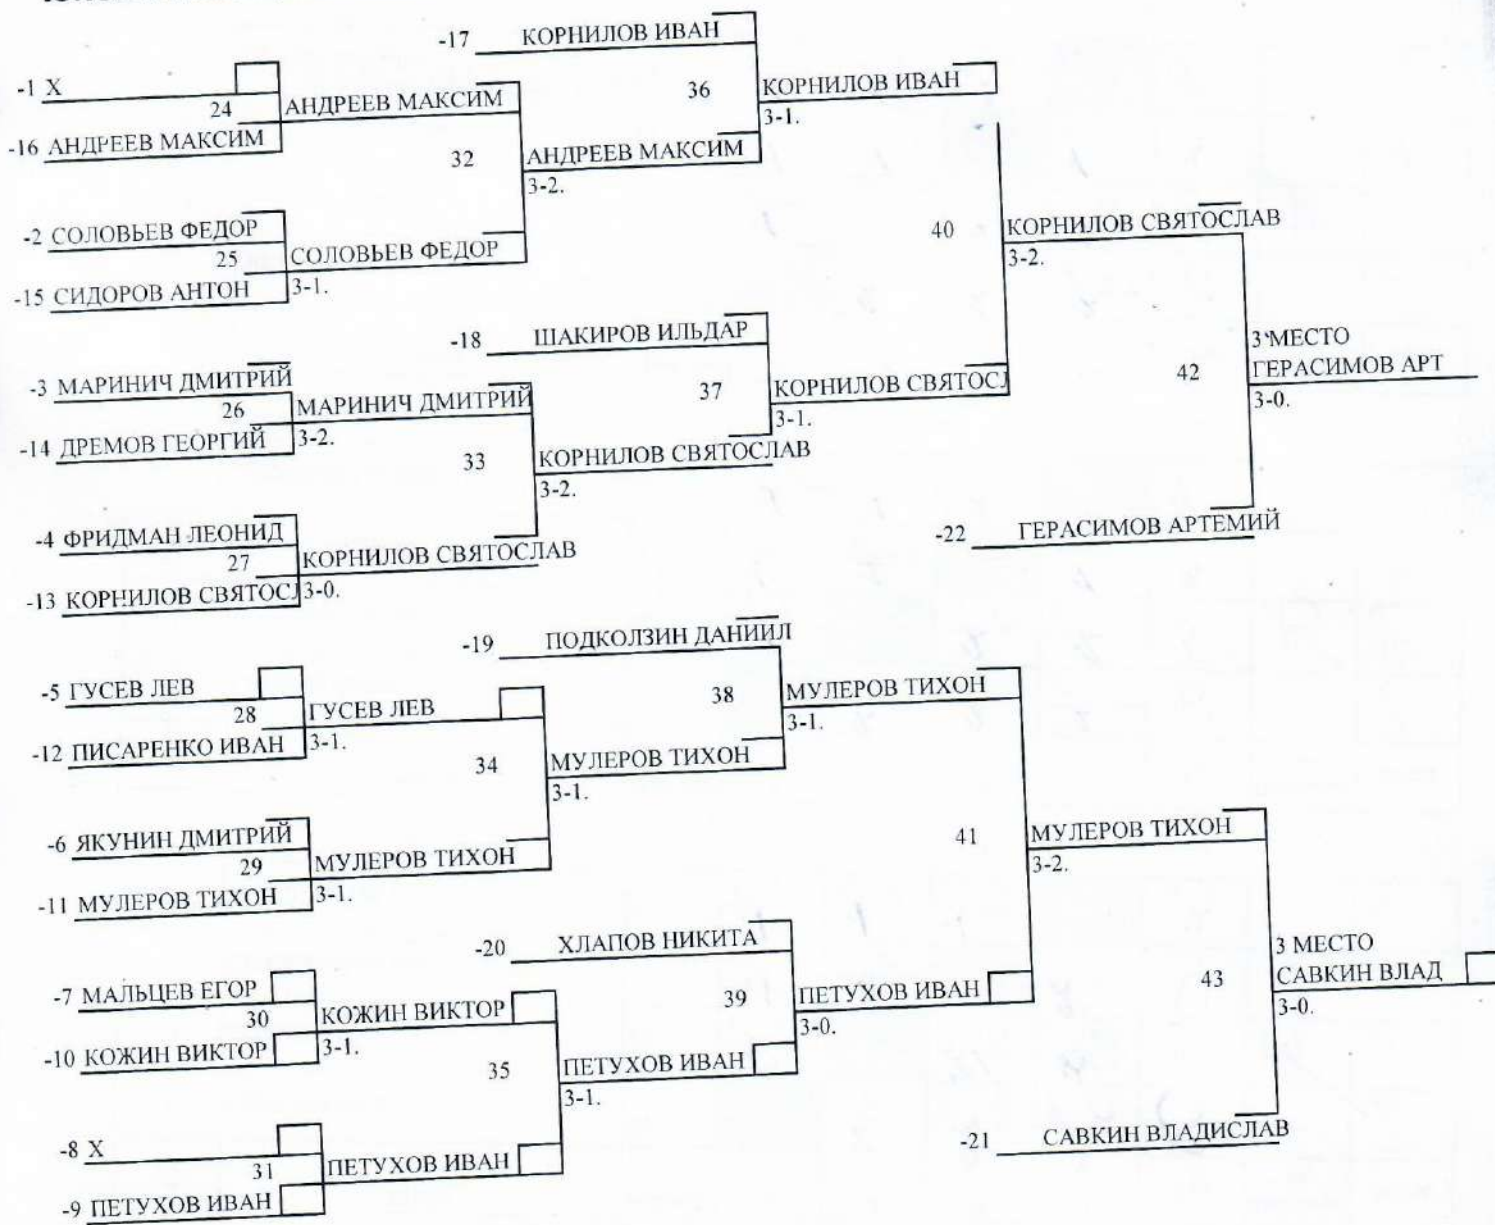 -17 КОРНИЛОВ ИВАН
-1 X
24
АНДРЕЕВ МАКСИМ
36
КОРНИЛОВ ИВАН
3-1.
-16 АНДРЕЕВ МАКСИМ
32
АНДРЕЕВ МАКСИМ
3-2.
-2 СОЛОВЬЕВ ФЕДОР
25
СОЛОВЬЕВ ФЕДОР
3-1.
-15 СИДОРОВ АНТОН
40
КОРНИЛОВ СВЯТОСЛАВ
3-2.
-18 ШАКИРОВ ИЛЬДАР
-3 МАРИНИЧ ДМИТРИЙ
26
МАРИНИЧ ДМИТРИЙ
3-2.
-14 ДРЕМОВ ГЕОРГИЙ
37
КОРНИЛОВ СВЯТОСЛ
3-1.
42
3 МЕСТО
ГЕРАСИМОВ АРТ
3-0.
33
КОРНИЛОВ СВЯТОСЛАВ
3-2.
-4 ФРИДМАН ЛЕОНИД
27
КОРНИЛОВ СВЯТОСЛАВ
3-0.
-13 КОРНИЛОВ СВЯТОСЛ
-22 ГЕРАСИМОВ АРТЕМИЙ
-19 ПОДКОЛЗИН ДАНИИЛ
-5 ГУСЕВ ЛЕВ
28
ГУСЕВ ЛЕВ
3-1.
-12 ПИСАРЕНКО ИВАН
38
МУЛЕРОВ ТИХОН
3-1.
34
МУЛЕРОВ ТИХОН
3-1.
-6 ЯКУНИН ДМИТРИЙ
29
МУЛЕРОВ ТИХОН
3-1.
-11 МУЛЕРОВ ТИХОН
41
МУЛЕРОВ ТИХОН
3-2.
-20 ХЛАПОВ НИКИТА
-7 МАЛЬЦЕВ ЕГОР
30
КОЖИН ВИКТОР
3-1.
-10 КОЖИН ВИКТОР
39
ПЕТУХОВ ИВАН
3-0.
43
3 МЕСТО
САВКИН ВЛАД
3-0.
35
ПЕТУХОВ ИВАН
3-1.
-8 X
31
ПЕТУХОВ ИВАН
-9 ПЕТУХОВ ИВАН
-21 САВКИН ВЛАДИСЛАВ